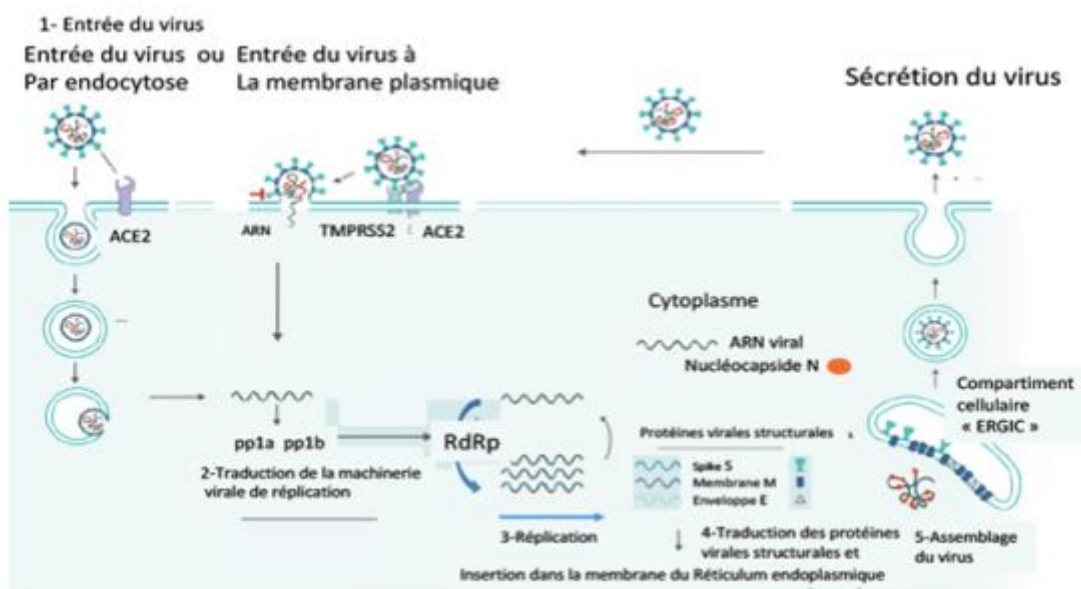 1- Entrée du virus
Entrée du virus ou
Par endocytose
Entrée du virus à
La membrane plasmique
Sécrétion du virus
ACE2
ARN
TMPRSS2
ACE2
Cytoplasme
ARN viral
Nucléocapside N
Compartiment
cellulaire
« ERGIC »
pp1a pp1b
RdRp
Protéines virales structurales
2-Traduction de la machinerie
virale de réplication
Spike S
Membrane M
Enveloppe E
3-Réplication
4-Traduction des protéines
virales structurales et
Insertion dans la membrane du Réticulum endoplasmique
5-Assemblage
du virus